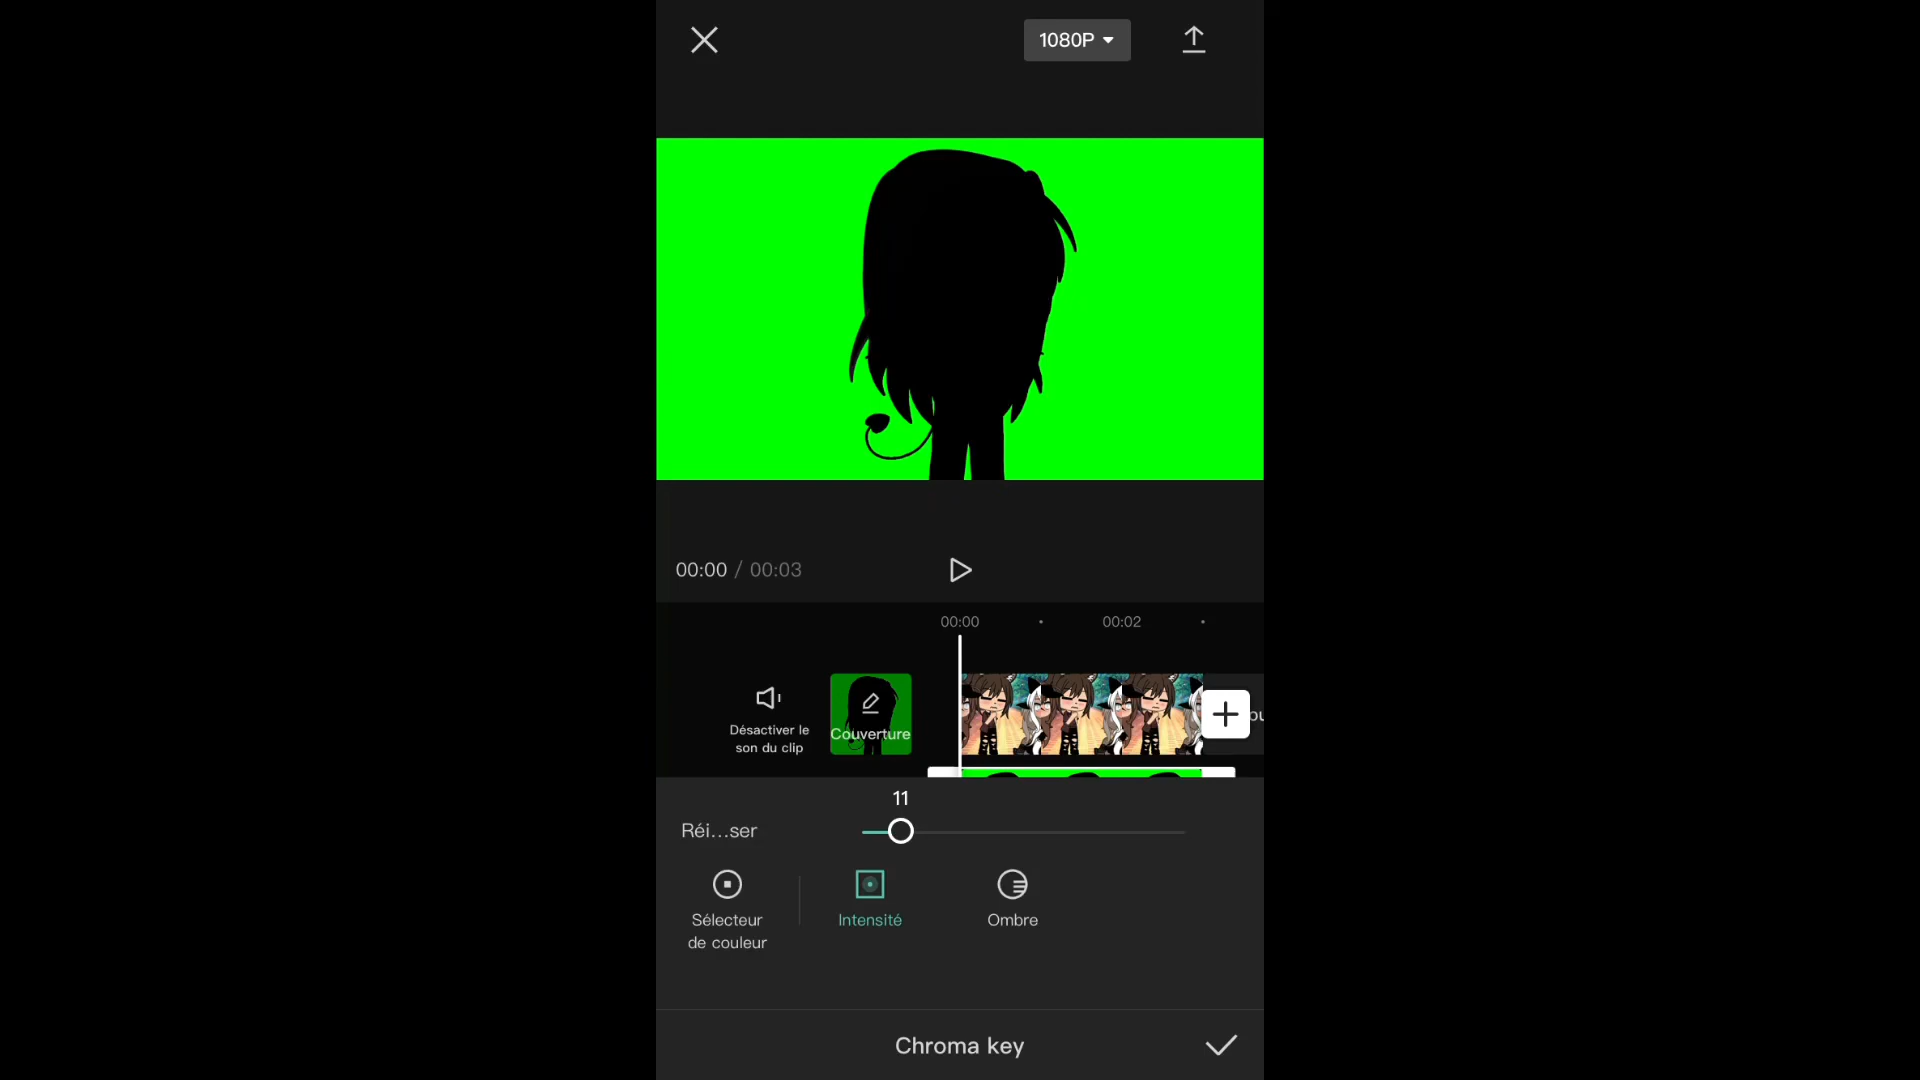 1080P
00:00 / 00:03
00:00
00:02
Désactiver le
son du clip
Couverture
11
Réi...ser
Sélecteur
de couleur
Intensité
Ombre
Chroma key